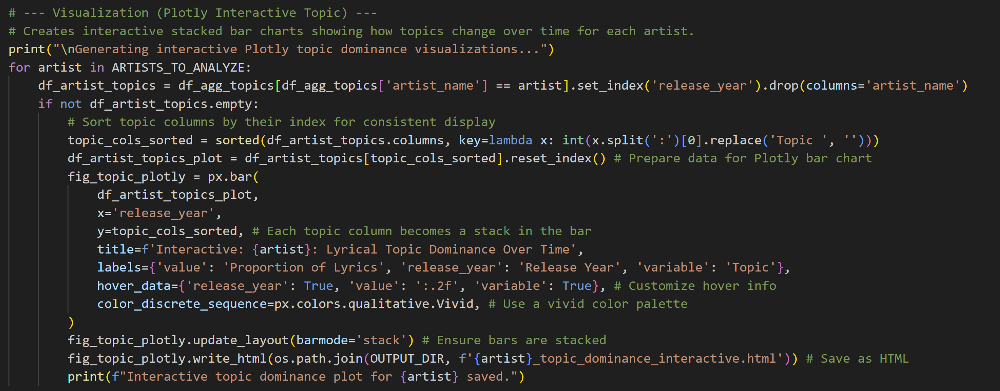 # --- Visualization (Plotly Interactive Topic) ---
# Creates interactive stacked bar charts showing how topics change over time for each artist.
print("\nGenerating interactive Plotly topic dominance visualizations...")
for artist in ARTISTS_TO_ANALYZE:
    df_artist_topics = df_agg_topics[df_agg_topics['artist_name'] == artist].set_index('release_year').drop(columns='artist_name')
    if not df_artist_topics.empty:
        # Sort topic columns by their index for consistent display
        topic_cols_sorted = sorted(df_artist_topics.columns, key=lambda x: int(x.split(':')[0].replace('Topic ', '')))
        df_artist_topics_plot = df_artist_topics[topic_cols_sorted].reset_index() # Prepare data for Plotly bar chart
        fig_topic_plotly = px.bar(
            df_artist_topics_plot,
            x='release_year',
            y=topic_cols_sorted, # Each topic column becomes a stack in the bar
            title=f'Interactive: {artist}: Lyrical Topic Dominance Over Time',
            labels={'value': 'Proportion of Lyrics', 'release_year': 'Release Year', 'variable': 'Topic'},
            hover_data={'release_year': True, 'value': ':.2f', 'variable': True}, # Customize hover info
            color_discrete_sequence=px.colors.qualitative.Vivid, # Use a vivid color palette
        )
        fig_topic_plotly.update_layout(barmode='stack') # Ensure bars are stacked
        fig_topic_plotly.write_html(os.path.join(OUTPUT_DIR, f'{artist}_topic_dominance_interactive.html')) # Save as HTML
        print(f"Interactive topic dominance plot for {artist} saved.")